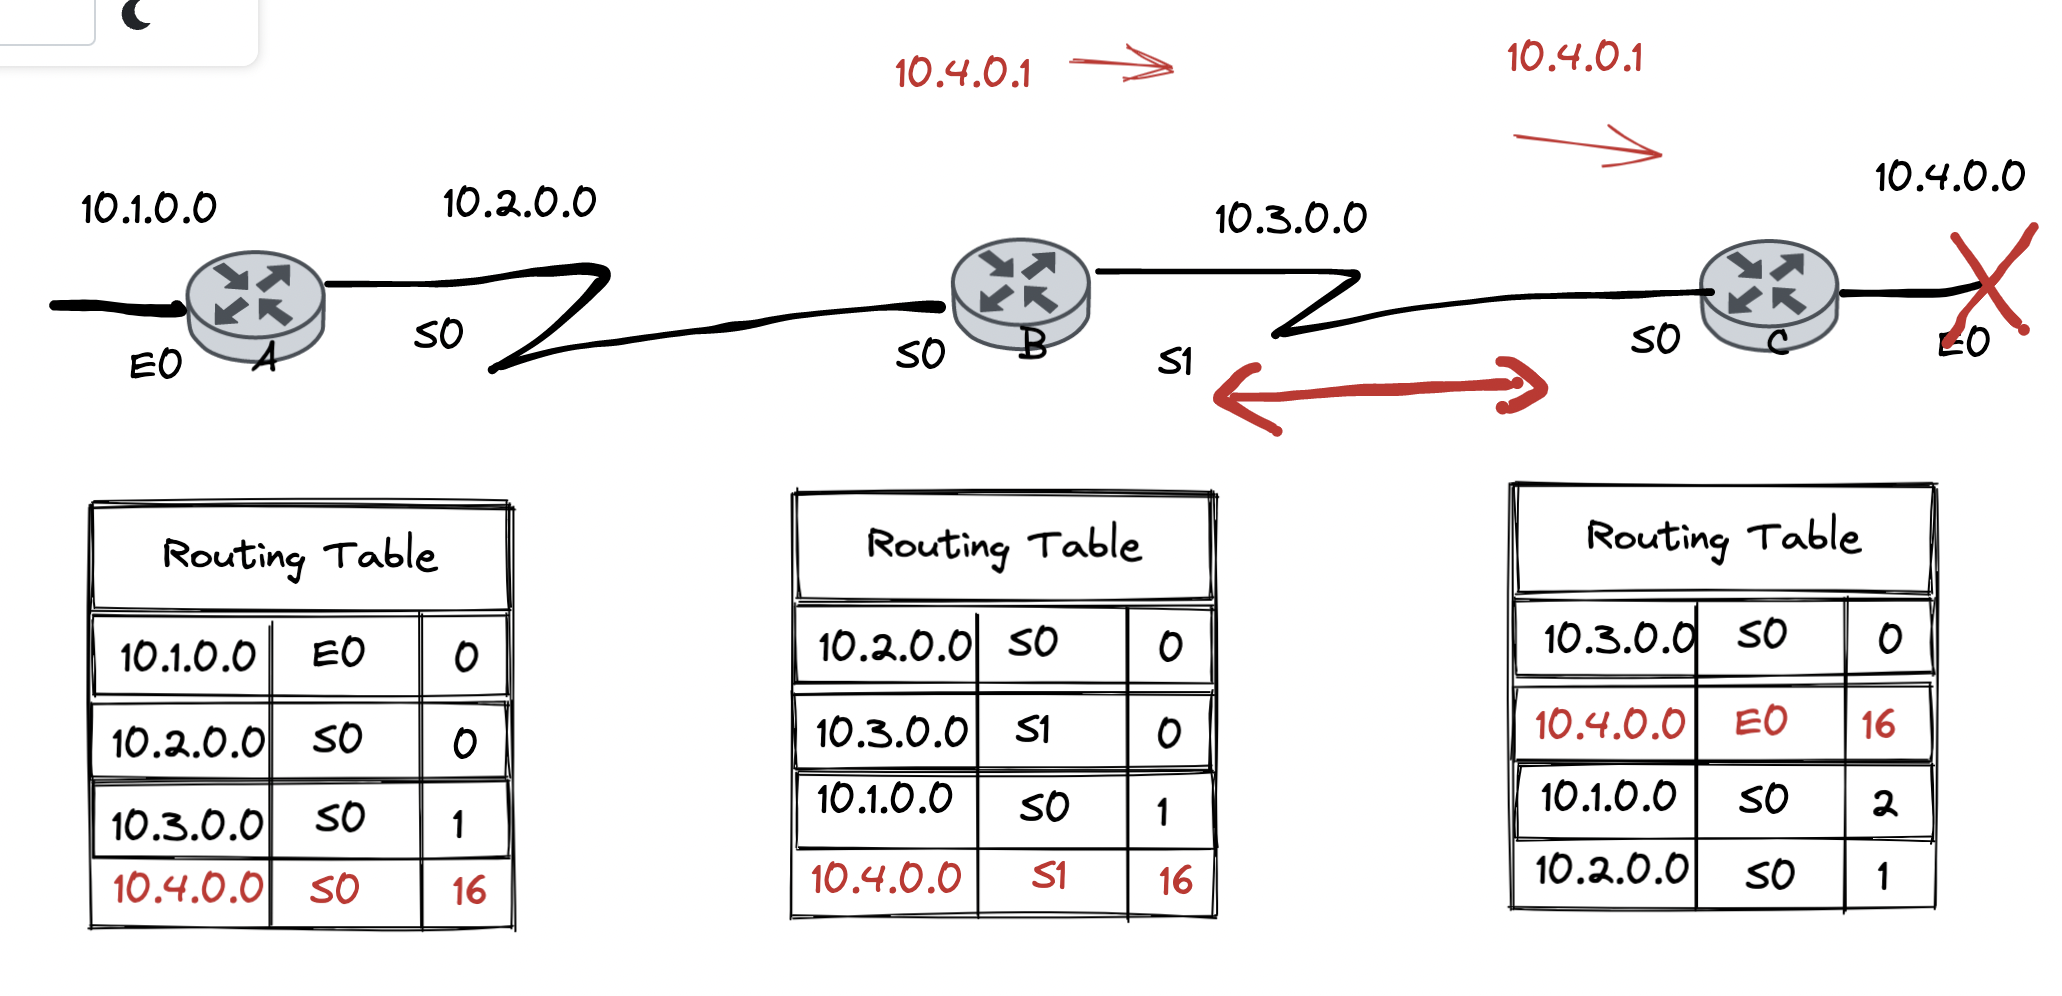 10.4.0.1
10.4.0.1
10.1.0.0
10.2.0.0
10.3.0.0
10.4.0.0
E0
A
S0
S0
B
S1
S0
C
E0
Routing Table
10.1.0.0 E0 0
10.2.0.0 S0 0
10.3.0.0 S0 1
10.4.0.0 S0 16
Routing Table
10.2.0.0 S0 0
10.3.0.0 S1 0
10.1.0.0 S0 1
10.4.0.0 S1 16
Routing Table
10.3.0.0 S0 0
10.4.0.0 E0 16
10.1.0.0 S0 2
10.2.0.0 S0 1